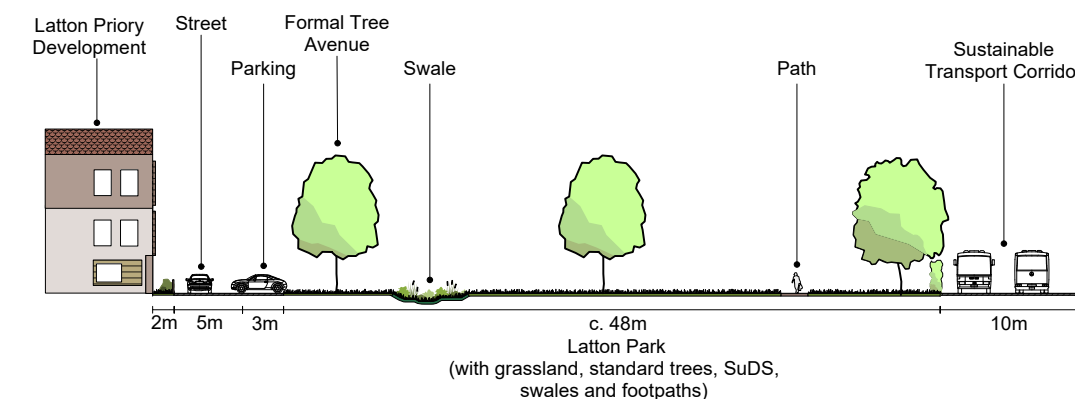 Latton Priory
Development
Street
Formal Tree
Avenue
Parking
Swale
Path
Sustainable
Transport Corrido
2m
5m
3m
c. 48m
10m
Latton Park
(with grassland, standard trees, SuDS,
swales and footpaths)